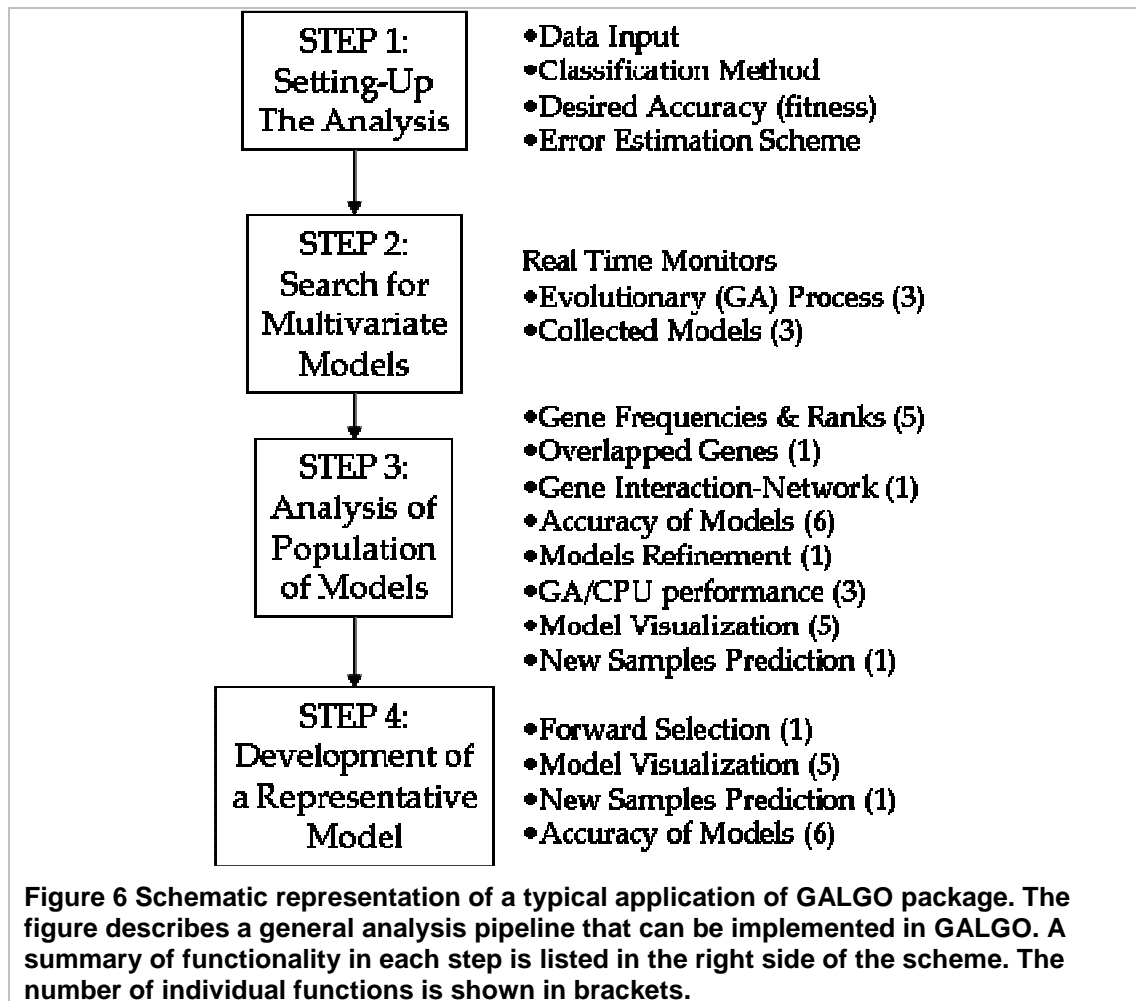 STEP 1:
Setting-Up
The Analysis
•Data Input
•Classification Method
•Desired Accuracy (fitness)
•Error Estimation Scheme
STEP 2:
Search for
Multivariate
Models
Real Time Monitors
•Evolutionary (GA) Process (3)
•Collected Models (3)
STEP 3:
Analysis of
Population
of Models
•Gene Frequencies & Ranks (5)
•Overlapped Genes (1)
•Gene Interaction-Network (1)
•Accuracy of Models (6)
•Models Refinement (1)
•GA/CPU performance (3)
•Model Visualization (5)
•New Samples Prediction (1)
STEP 4:
Development of
a Representative
Model
•Forward Selection (1)
•Model Visualization (5)
•New Samples Prediction (1)
•Accuracy of Models (6)
Figure 6 Schematic representation of a typical application of GALGO package. The
figure describes a general analysis pipeline that can be implemented in GALGO. A
summary of functionality in each step is listed in the right side of the scheme. The
number of individual functions is shown in brackets.